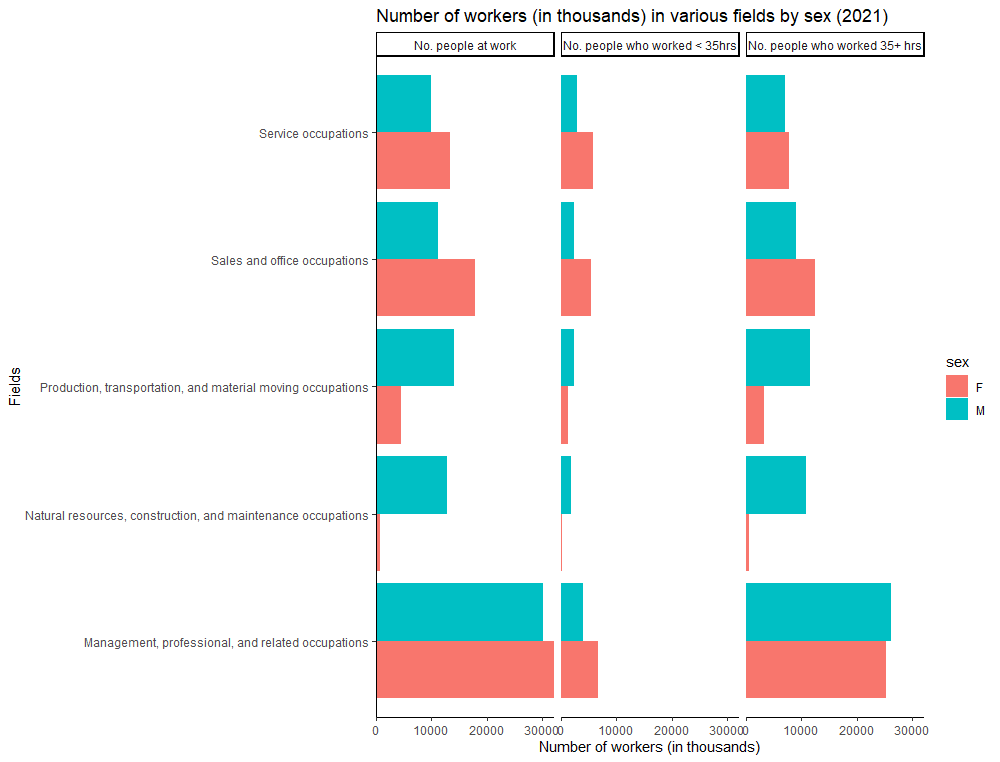 Number of workers (in thousands) in various fields by sex (2021)
No. people at work
No. people who worked < 35hrs
No. people who worked 35+ hrs
Fields
Service occupations
Sales and office occupations
Production, transportation, and material moving occupations
Natural resources, construction, and maintenance occupations
Management, professional, and related occupations
0 10000 20000 30000
0 10000 20000 30000
0 10000 20000 30000
Number of workers (in thousands)
sex
F
M